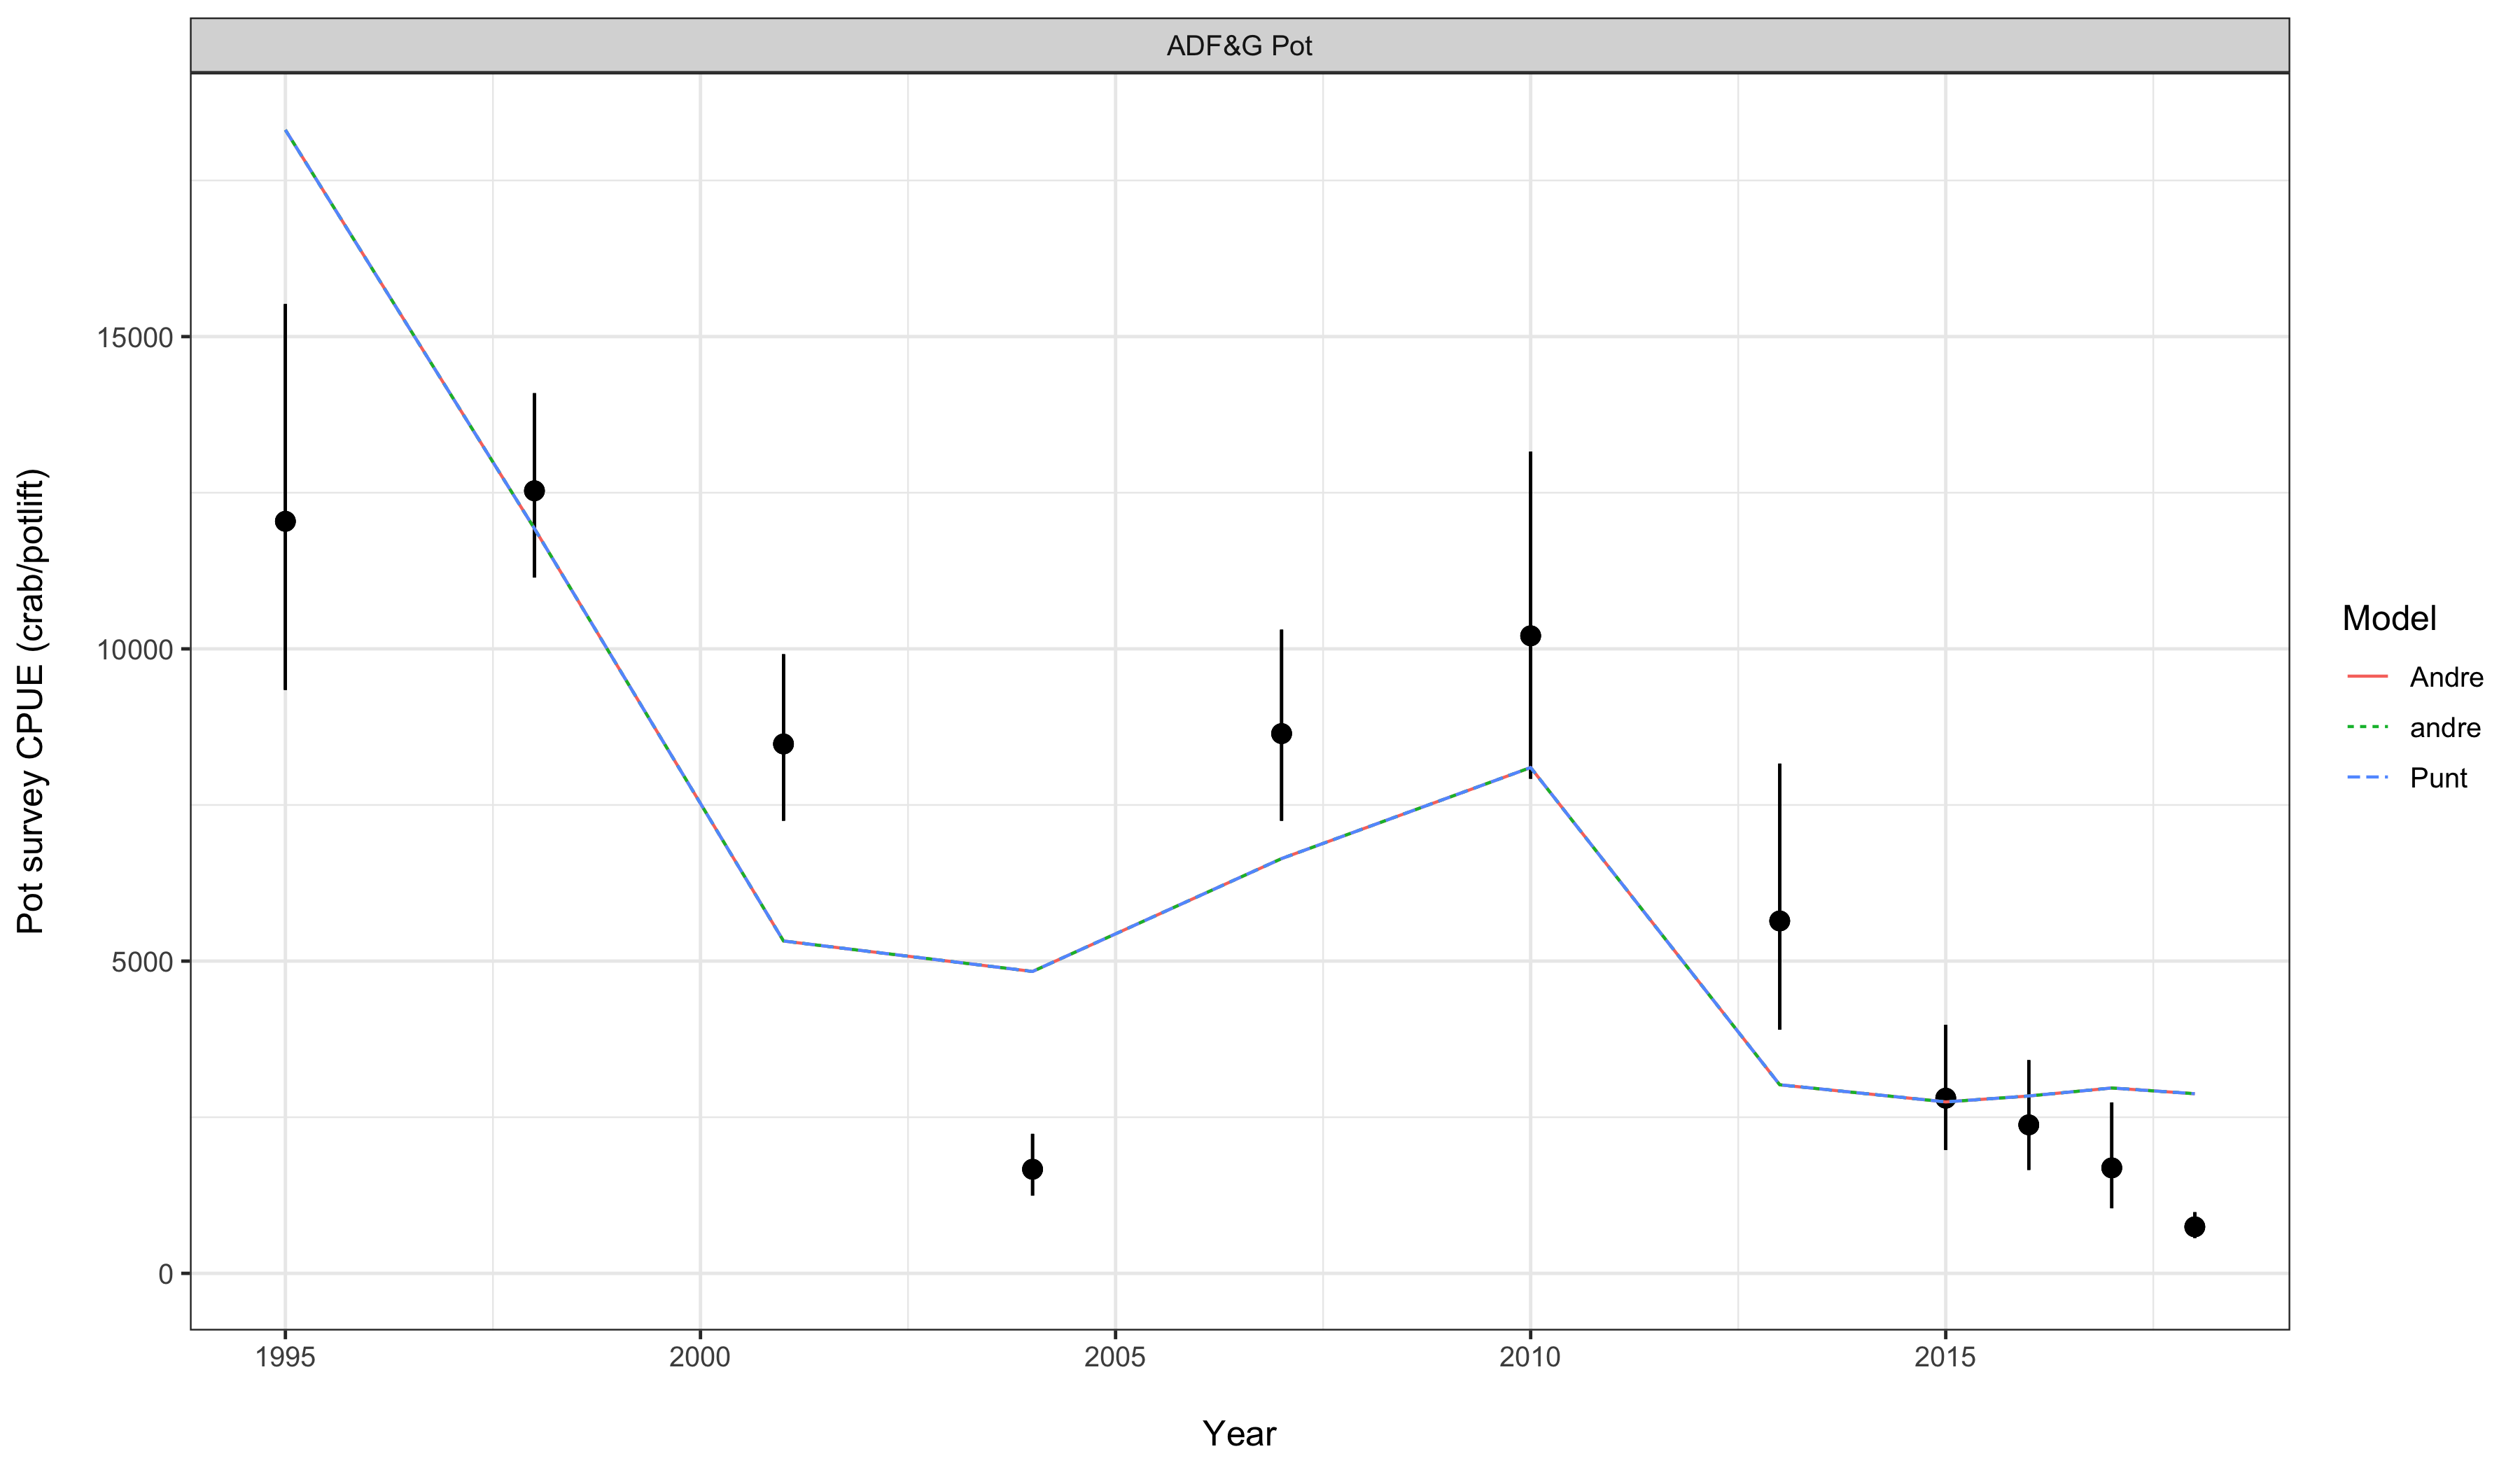 ADF&G Pot
Pot survey CPUE (crab/potlift)
15000
10000
5000
0
1995 2000 2005 2010 2015
Year
Model
Andre
andre
Punt